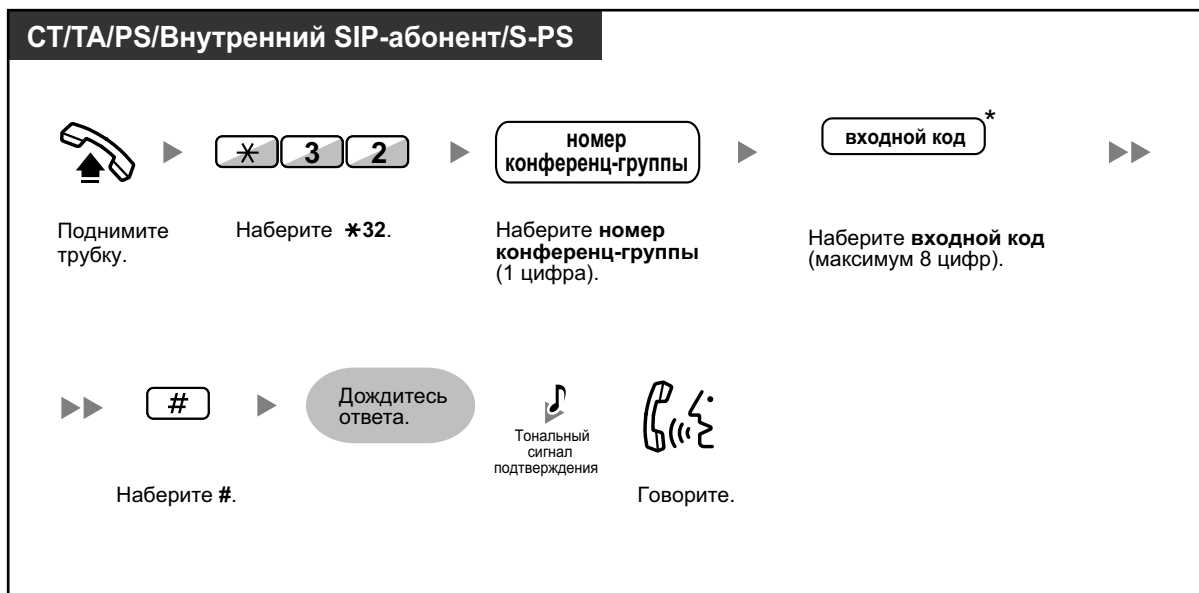 СТ/TA/PS/Внутренний SIP-абонент/S-PS
* 3 2
номер
конференц-группы
входной код*
Поднимите
трубку.
Наберите *32.
Наберите номер
конференц-группы
(1 цифра).
Наберите входной код
(максимум 8 цифр).
#
Дождитесь
ответа.
Тональный
сигнал
подтверждения
Наберите #.
Говорите.